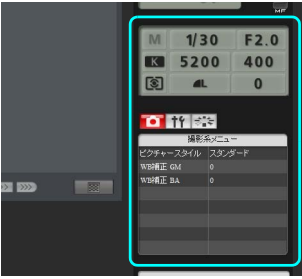 MF
M 1/30 F2.0
K 5200 400
L 0
撮影系メニュー
ピクチャースタイル スタンダード
WB補正 GM 0
WB補正 BA 0